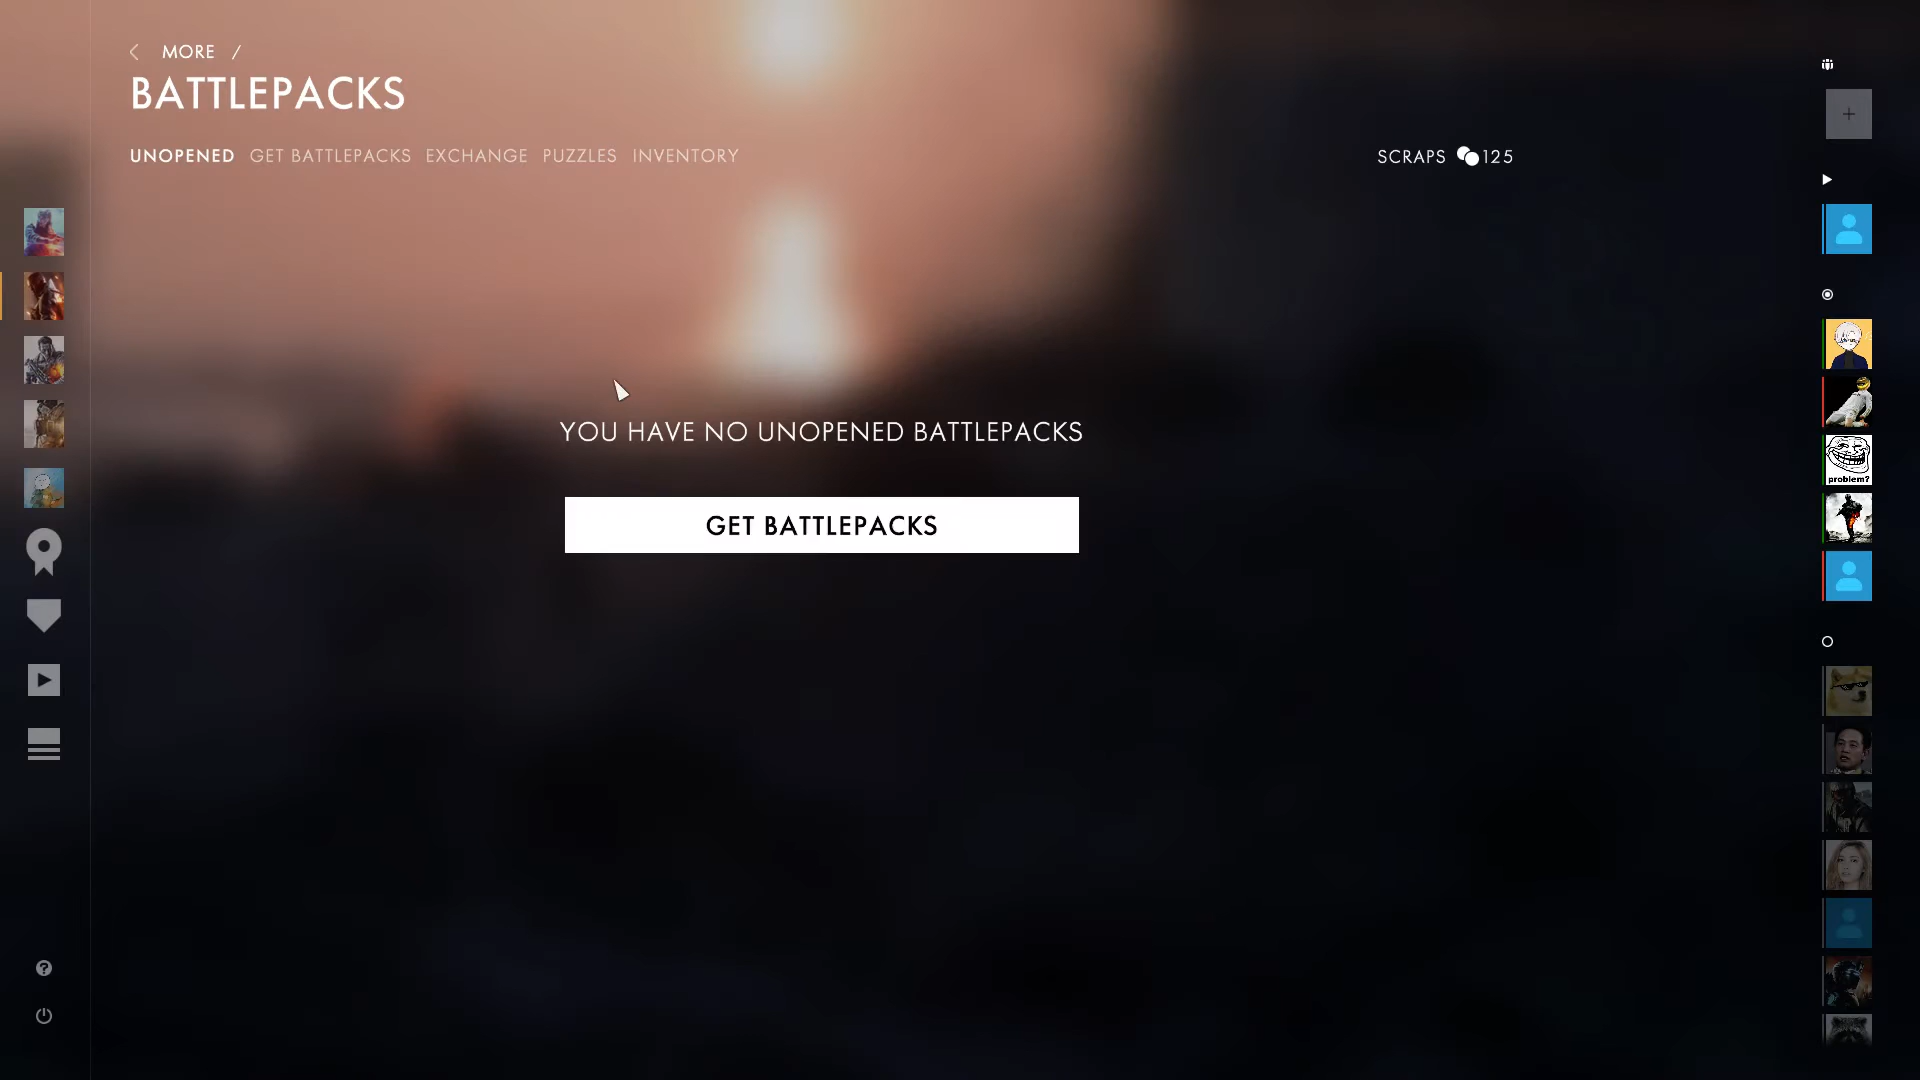 MORE /
BATTLEPACKS
UNOPENED GET BATTLEPACKS EXCHANGE PUZZLES INVENTORY
SCRAPS 125
YOU HAVE NO UNOPENED BATTLEPACKS
GET BATTLEPACKS
problem?